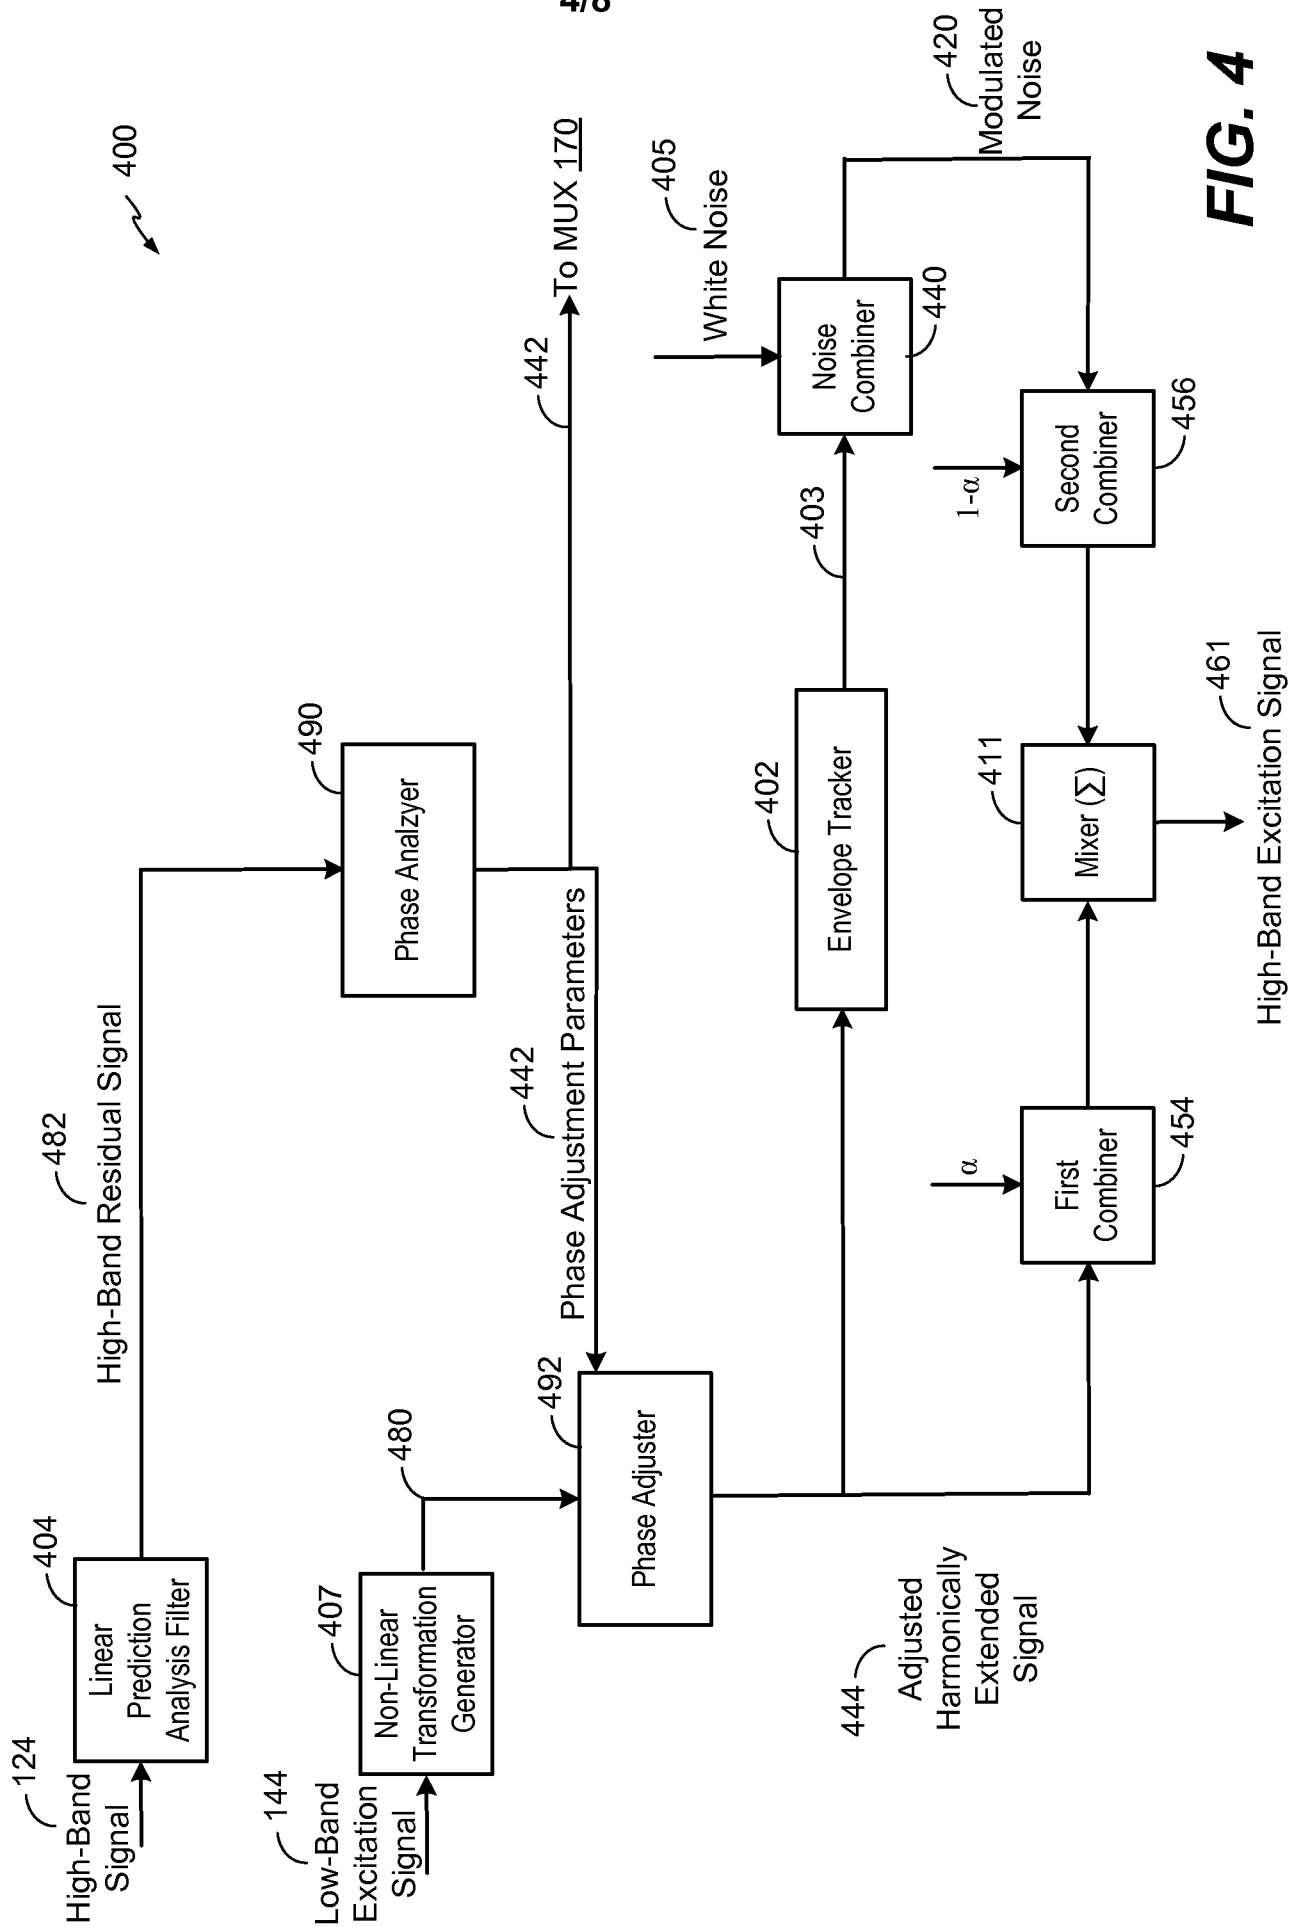 4/8
400
124
High-Band
Signal
404
Linear
Prediction
Analysis Filter
482
High-Band Residual Signal
490
Phase Analzyer
144
Low-Band
Excitation
Signal
407
Non-Linear
Transformation
Generator
480
492
Phase Adjuster
442
Phase Adjustment Parameters
442
To MUX 170
444
Adjusted
Harmonically
Extended
Signal
402
Envelope Tracker
403
405
White Noise
Noise
Combiner
440
420
Modulated
Noise
α
First
Combiner
454
411
Mixer (Σ)
461
High-Band Excitation Signal
1-α
Second
Combiner
456
FIG. 4